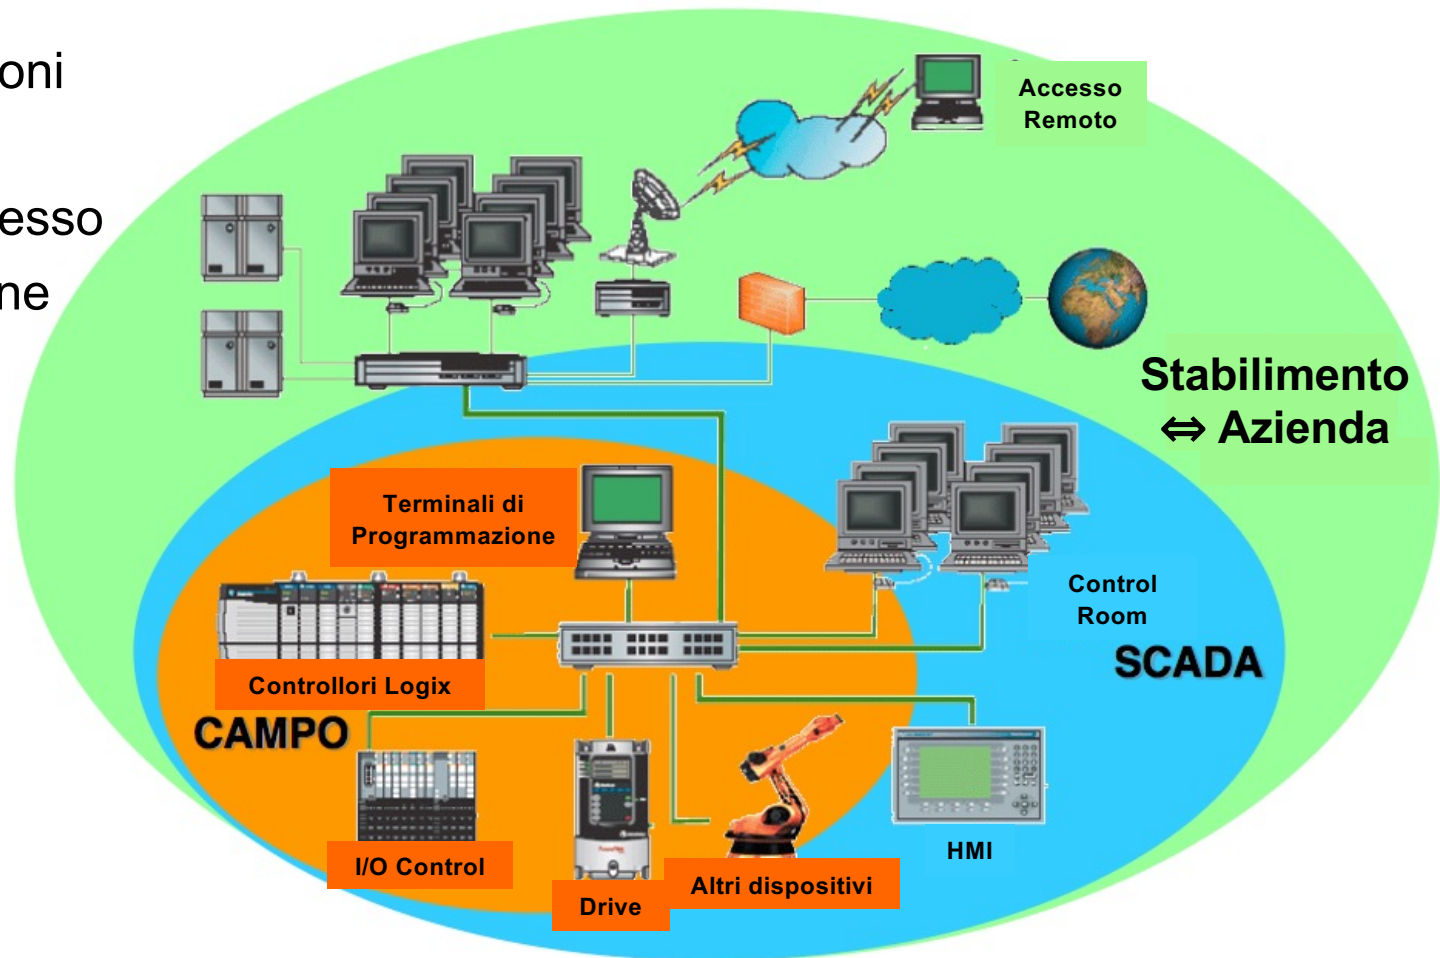 oni
esso
ne
Accesso
Remoto
Stabilimento
⇔ Azienda
Terminali di
Programmazione
Control
Room
SCADA
Controllori Logix
CAMPO
I/O Control
Drive
Altri dispositivi
HMI